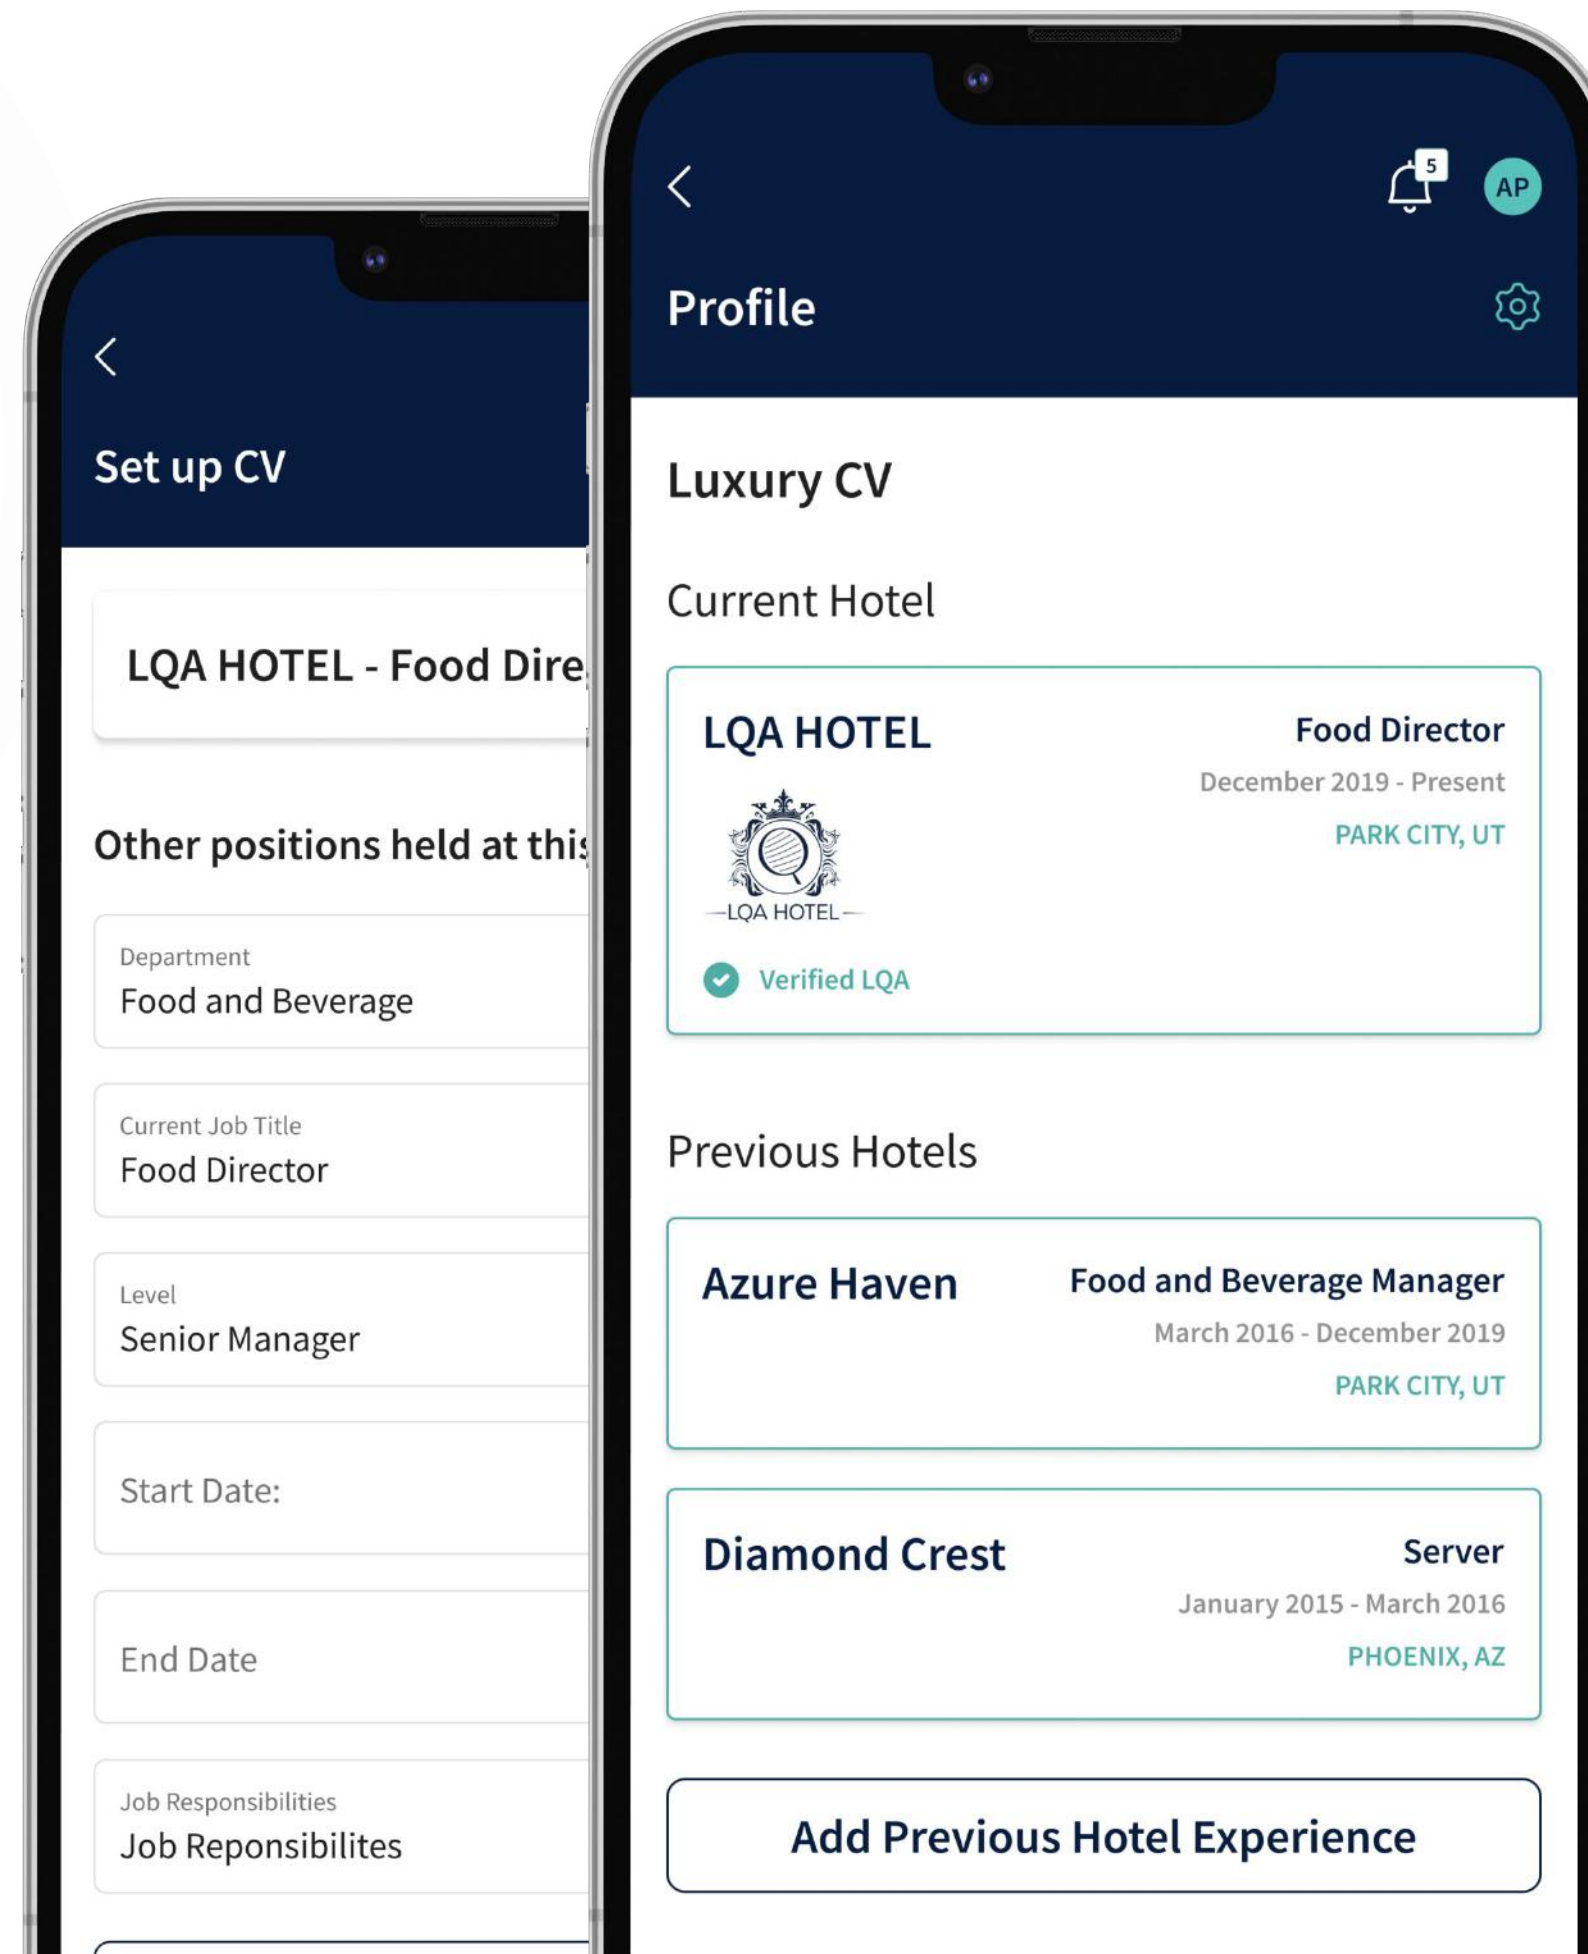 Set up CV
LQA HOTEL - Food Dire
Other positions held at this
Department
Food and Beverage
Current Job Title
Food Director
Level
Senior Manager
Start Date:
End Date
Job Responsibilities
Job Reponsibilites
5
AP
Profile
Luxury CV
Current Hotel
LQA HOTEL
Food Director
December 2019 - Present
PARK CITY, UT
LQA HOTEL
Verified LQA
Previous Hotels
Azure Haven
Food and Beverage Manager
March 2016 - December 2019
PARK CITY, UT
Diamond Crest
Server
January 2015 - March 2016
PHOENIX, AZ
Add Previous Hotel Experience